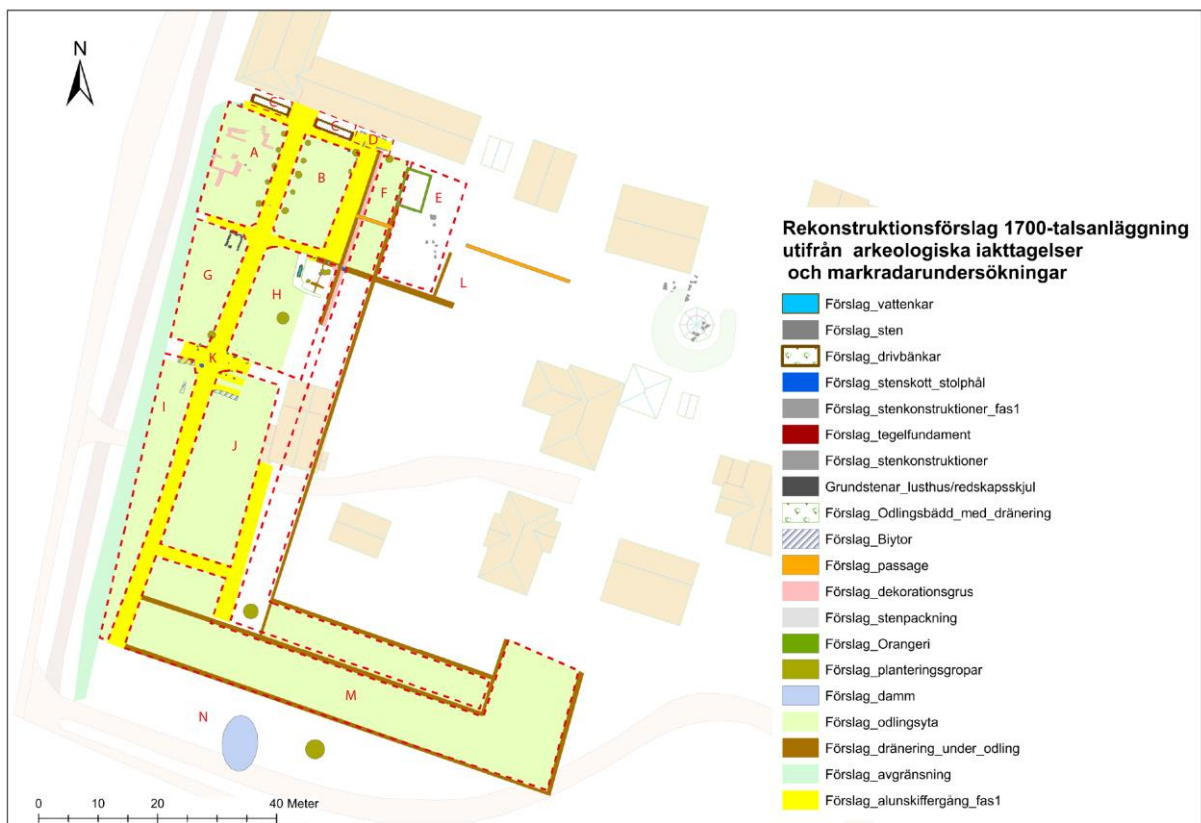 N
C
C
D
A
B
F
E
G
H
L
K
I
J
M
N
0 10 20 40 Meter
Rekonstruktionsförslag 1700-talsanläggning
utifrån arkeologiska iakttagelser
och markradarundersökningar
Förslag_vattenkar
Förslag_sten
Förslag_drivbänkar
Förslag_stenskott_stolphål
Förslag_stenkonstruktioner_fas1
Förslag_tegelfundament
Förslag_stenkonstruktioner
Grundstenar_lusthus/redskapsskjul
Förslag_Odlingsbädd_med_dränering
Förslag_Biytor
Förslag_passage
Förslag_dekorationsgrus
Förslag_stenpackning
Förslag_Orangeri
Förslag_planteringsgropar
Förslag_damm
Förslag_odlingsyta
Förslag_dränering_under_odling
Förslag_avgränsning
Förslag_alunskiffergång_fas1